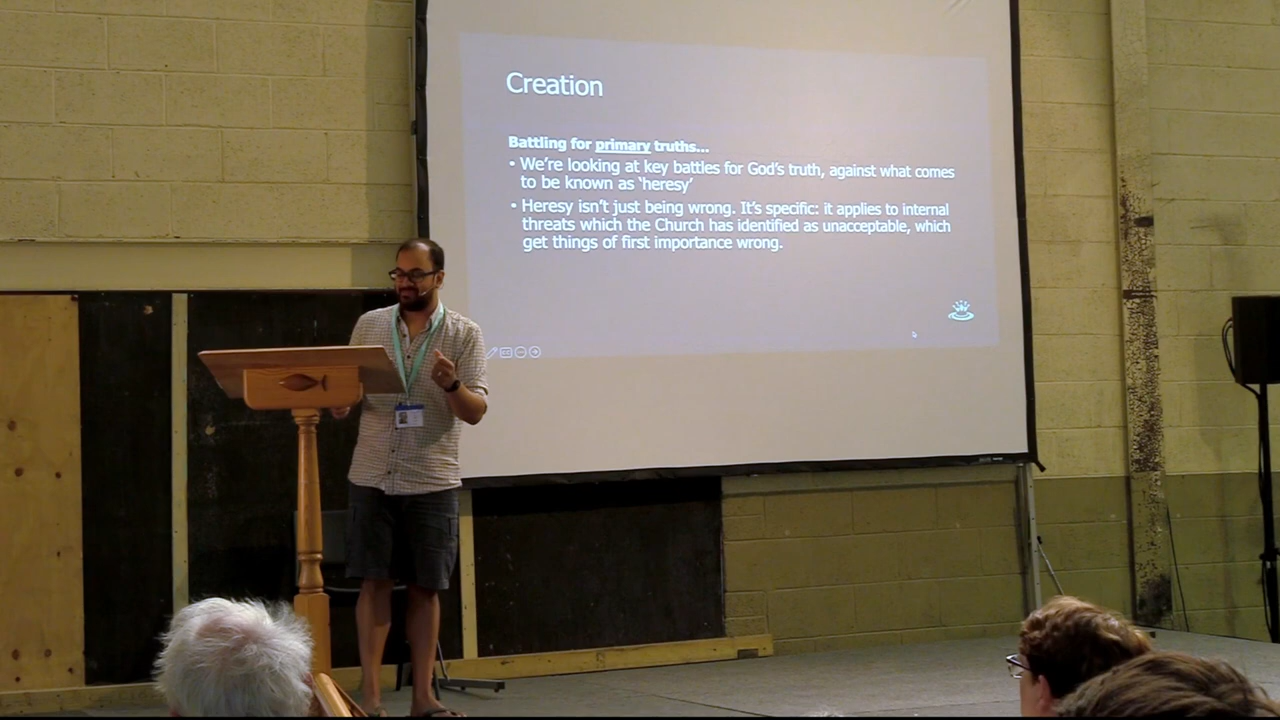 Creation
Battling for primary truths...
• We're looking at key battles for God's truth, against what comes
to be known as 'heresy'
• Heresy isn't just being wrong. It's specific: it applies to internal
threats which the Church has identified as unacceptable, which
get things of first importance wrong.